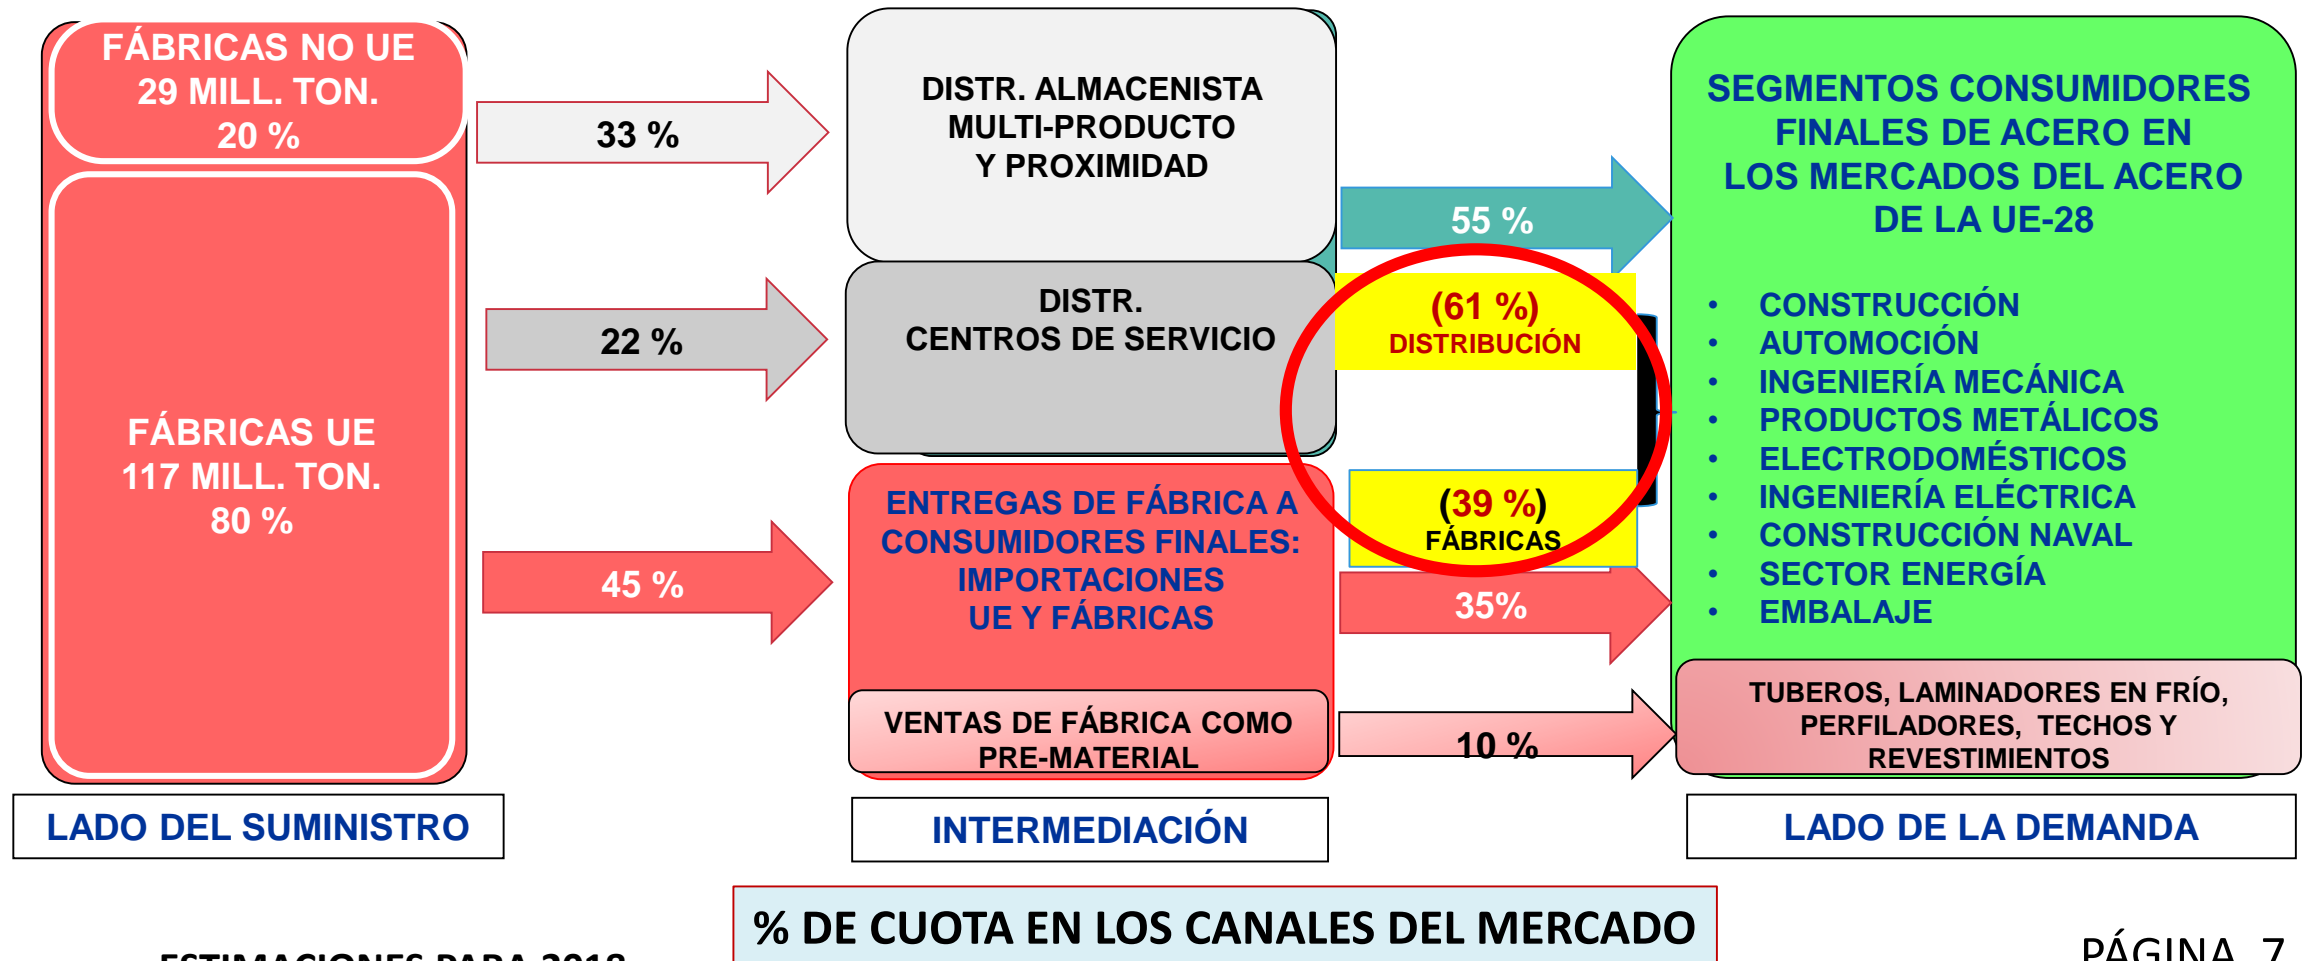 FÁBRICAS NO UE
29 MILL. TON.
20 %
FÁBRICAS UE
117 MILL. TON.
80 %
LADO DEL SUMINISTRO
33 %
22 %
45 %
DISTR. ALMACENISTA
MULTI-PRODUCTO
Y PROXIMIDAD
DISTR.
CENTROS DE SERVICIO
ENTREGAS DE FÁBRICA A
CONSUMIDORES FINALES:
IMPORTACIONES
UE Y FÁBRICAS
VENTAS DE FÁBRICA COMO
PRE-MATERIAL
INTERMEDIACIÓN
55 %
(61 %)
DISTRIBUCIÓN
(39 %)
FÁBRICAS
35%
10 %
SEGMENTOS CONSUMIDORES
FINALES DE ACERO EN
LOS MERCADOS DEL ACERO
DE LA UE-28
• CONSTRUCCIÓN
• AUTOMOCIÓN
• INGENIERÍA MECÁNICA
• PRODUCTOS METÁLICOS
• ELECTRODOMÉSTICOS
• INGENIERÍA ELÉCTRICA
• CONSTRUCCIÓN NAVAL
• SECTOR ENERGÍA
• EMBALAJE
TUBEROS, LAMINADORES EN FRÍO,
PERFILADORES, TECHOS Y
REVESTIMIENTOS
LADO DE LA DEMANDA
% DE CUOTA EN LOS CANALES DEL MERCADO
ESTIMACIONES PARA 2018
PÁGINA 7